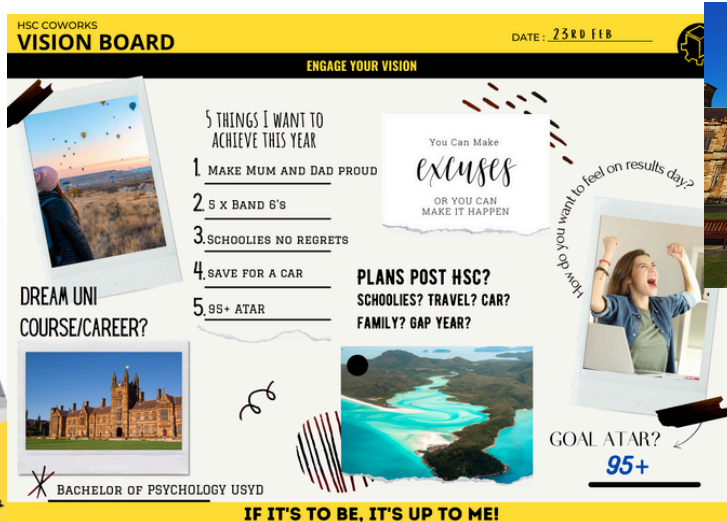 HSC COWORKS
VISION BOARD
DATE: 23RD FEB
ENGAGE YOUR VISION
5 THINGS I WANT TO
ACHIEVE THIS YEAR
1. MAKE MUM AND DAD PROUD
2. 5 X BAND 6'S
3. SCHOOLIES NO REGRETS
4. SAVE FOR A CAR
5. 95+ ATAR
You Can Make
excuses
OR YOU CAN
MAKE IT HAPPEN
How do you want to feel on results day?
DREAM UNI
COURSE/CAREER?
BACHELOR OF PSYCHOLOGY USYD
PLANS POST HSC?
SCHOOLIES? TRAVEL? CAR?
FAMILY? GAP YEAR?
GOAL ATAR?
95+
IF IT'S TO BE, IT'S UP TO ME!